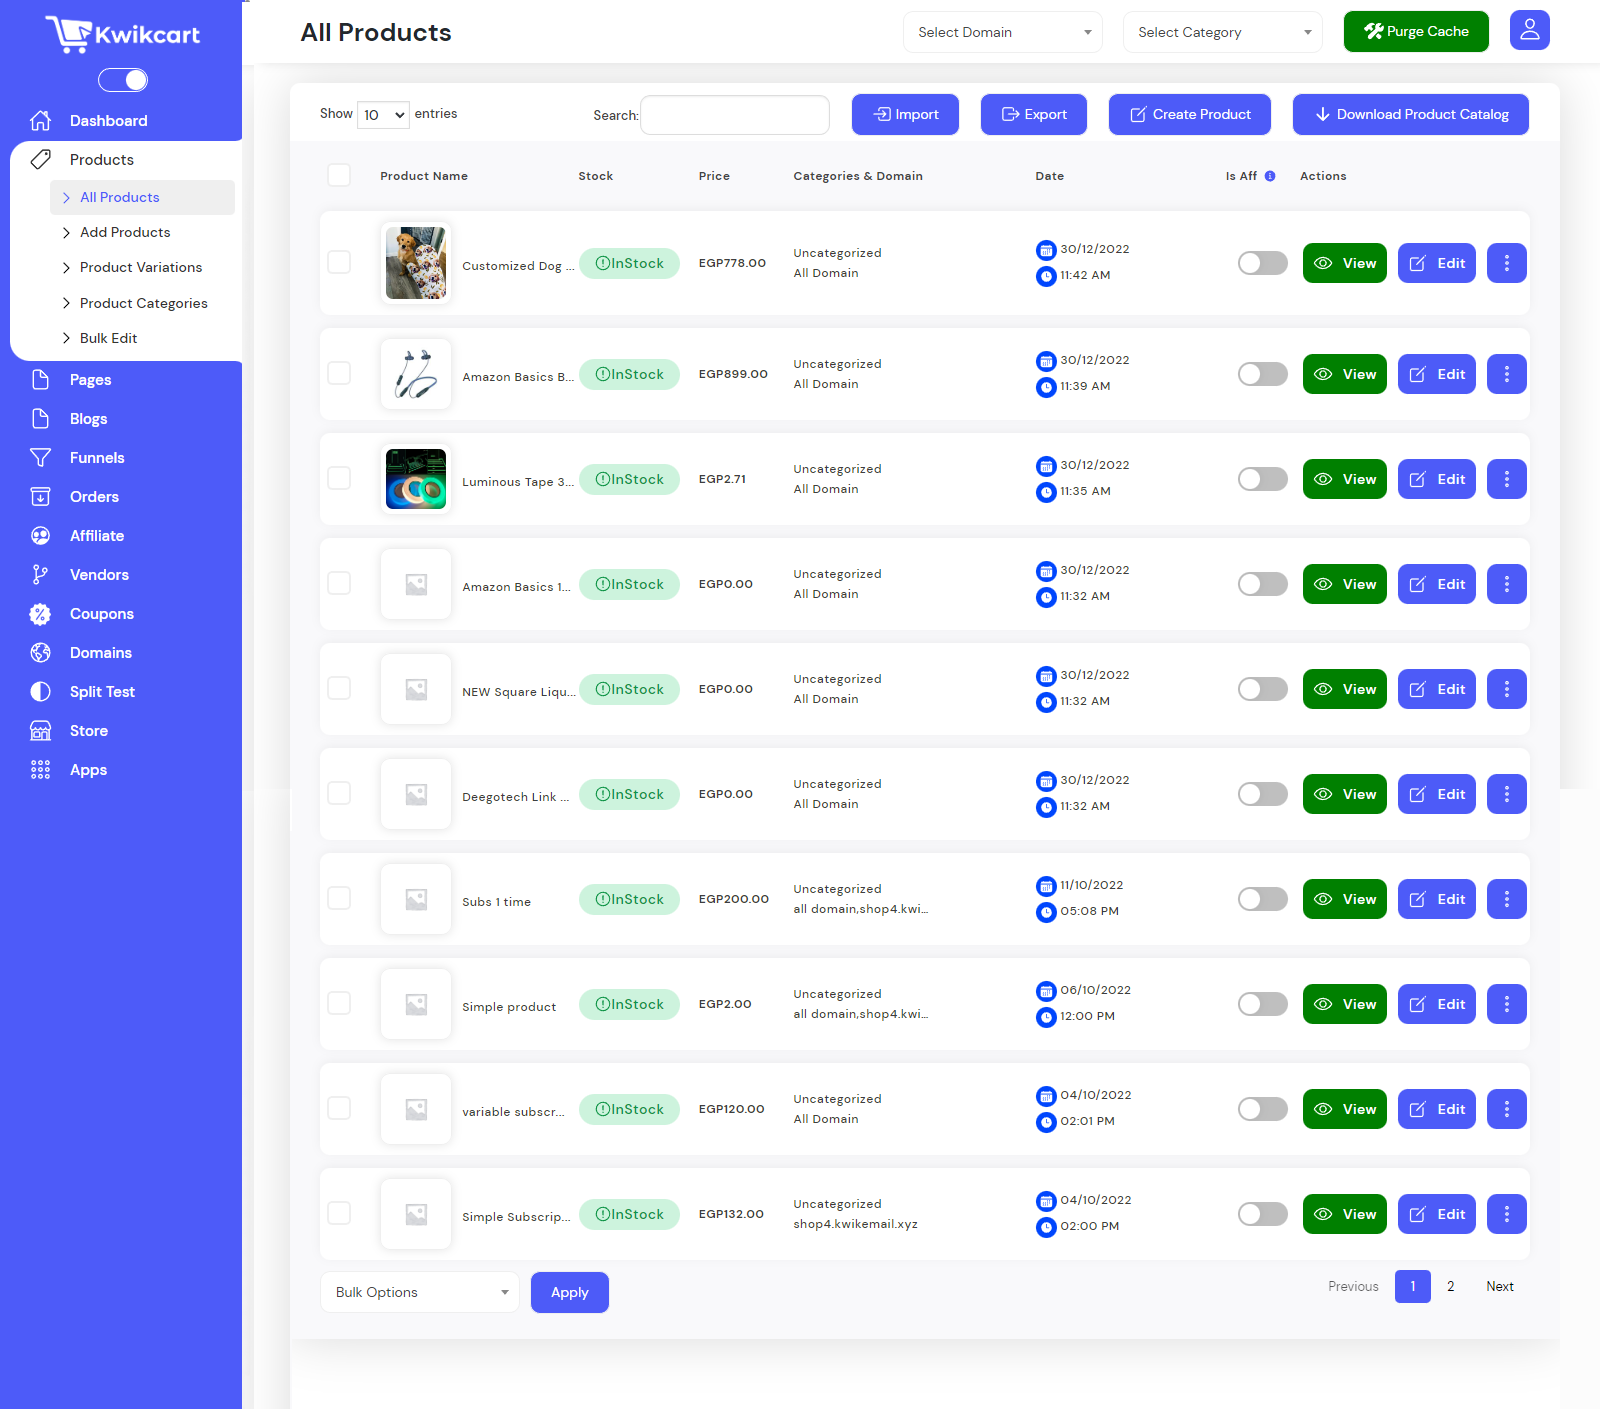 Kwikcart
All Products
Select Domain
Select Category
Purge Cache
Dashboard
Products
All Products
Add Products
Product Variations
Product Categories
Bulk Edit
Pages
Blogs
Funnels
Orders
Affiliate
Vendors
Coupons
Domains
Split Test
Store
Apps
Show 10 entries
Search:
Import
Export
Create Product
Download Product Catalog
Product Name Stock Price Categories & Domain Date Is Aff Actions
Customized Dog ... InStock EGP778.00 Uncategorized All Domain 30/12/2022 11:42 AM View Edit
Amazon Basics B... InStock EGP899.00 Uncategorized All Domain 30/12/2022 11:39 AM View Edit
Luminous Tape 3... InStock EGP2.71 Uncategorized All Domain 30/12/2022 11:35 AM View Edit
Amazon Basics 1... InStock EGP0.00 Uncategorized All Domain 30/12/2022 11:32 AM View Edit
NEW Square Liqu... InStock EGP0.00 Uncategorized All Domain 30/12/2022 11:32 AM View Edit
Deegotech Link ... InStock EGP0.00 Uncategorized All Domain 30/12/2022 11:32 AM View Edit
Subs 1 time InStock EGP200.00 Uncategorized all domain,shop4.kwi... 11/10/2022 05:08 PM View Edit
Simple product InStock EGP2.00 Uncategorized all domain,shop4.kwi... 06/10/2022 12:00 PM View Edit
variable subscr... InStock EGP120.00 Uncategorized All Domain 04/10/2022 02:01 PM View Edit
Simple Subscrip... InStock EGP132.00 Uncategorized shop4.kwikemail.xyz 04/10/2022 02:00 PM View Edit
Bulk Options
Apply
Previous 1 2 Next